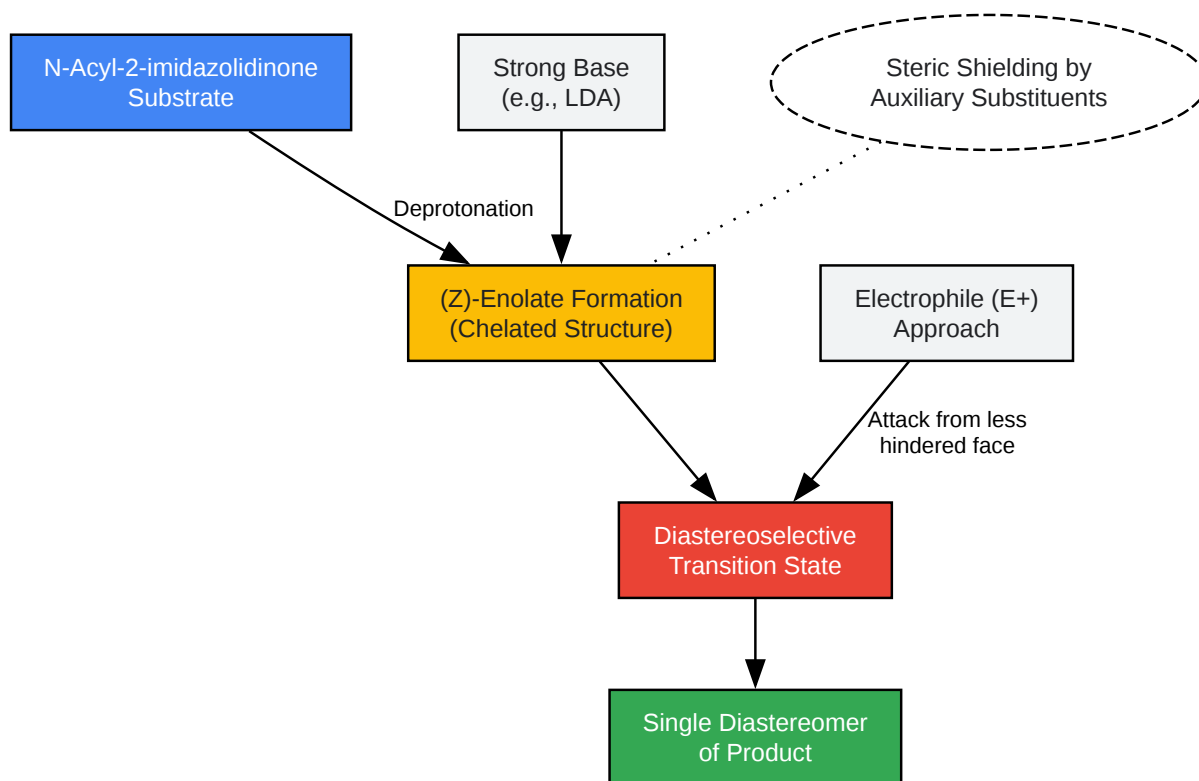 N-Acyl-2-imidazolidinone
Substrate
Strong Base
(e.g., LDA)
Steric Shielding by
Auxiliary Substituents
Deprotonation
(Z)-Enolate Formation
(Chelated Structure)
Electrophile (E+)
Approach
Attack from less
hindered face
Diastereoselective
Transition State
Single Diastereomer
of Product